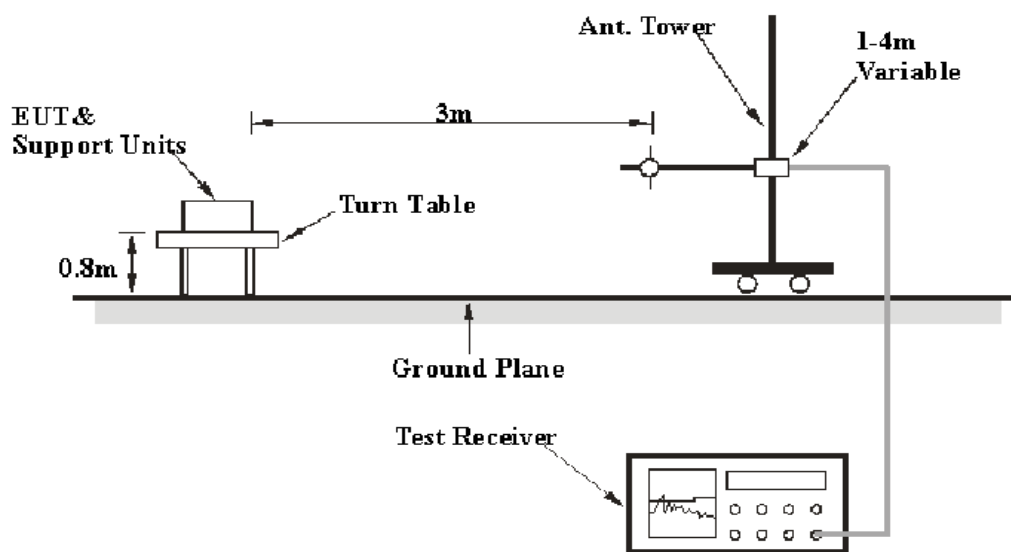 Ant. Tower
1-4m
Variable
EUT&
Support Units
3m
Turn Table
0.8m
Ground Plane
Test Receiver